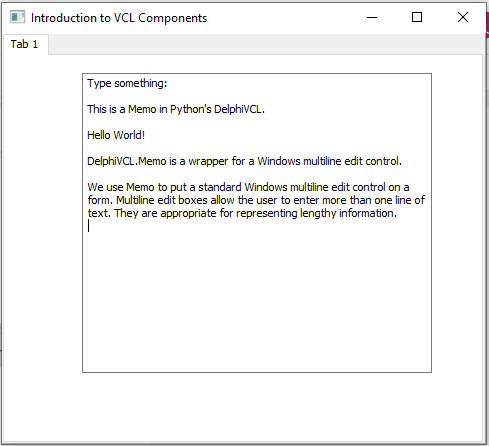 Introduction to VCL Components
Tab 1
Type something:
This is a Memo in Python's DelphiVCL.
Hello World!
DelphiVCL.Memo is a wrapper for a Windows multiline edit control.
We use Memo to put a standard Windows multiline edit control on a
form. Multiline edit boxes allow the user to enter more than one line of
text. They are appropriate for representing lengthy information.